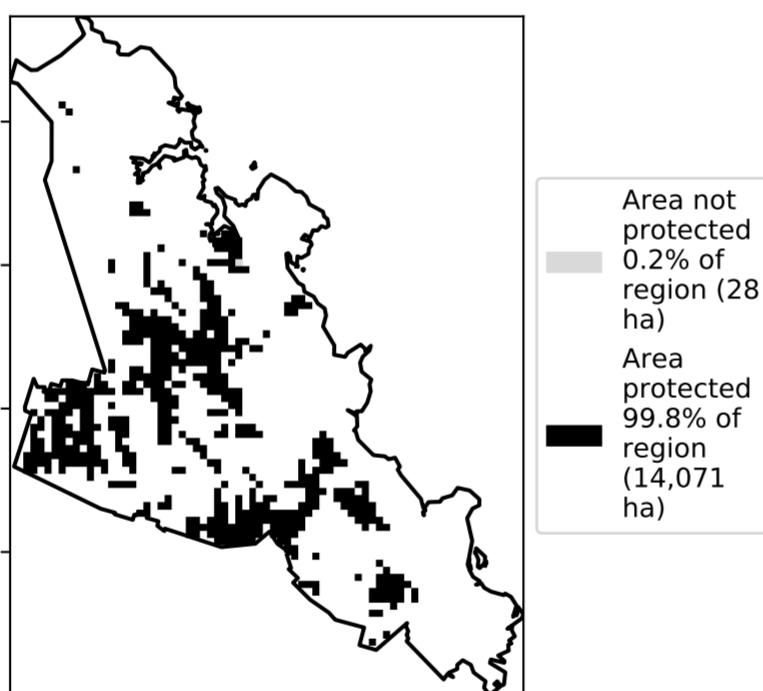 Area not
protected
0.2% of
region (28
ha)
Area
protected
99.8% of
region
(14,071
ha)